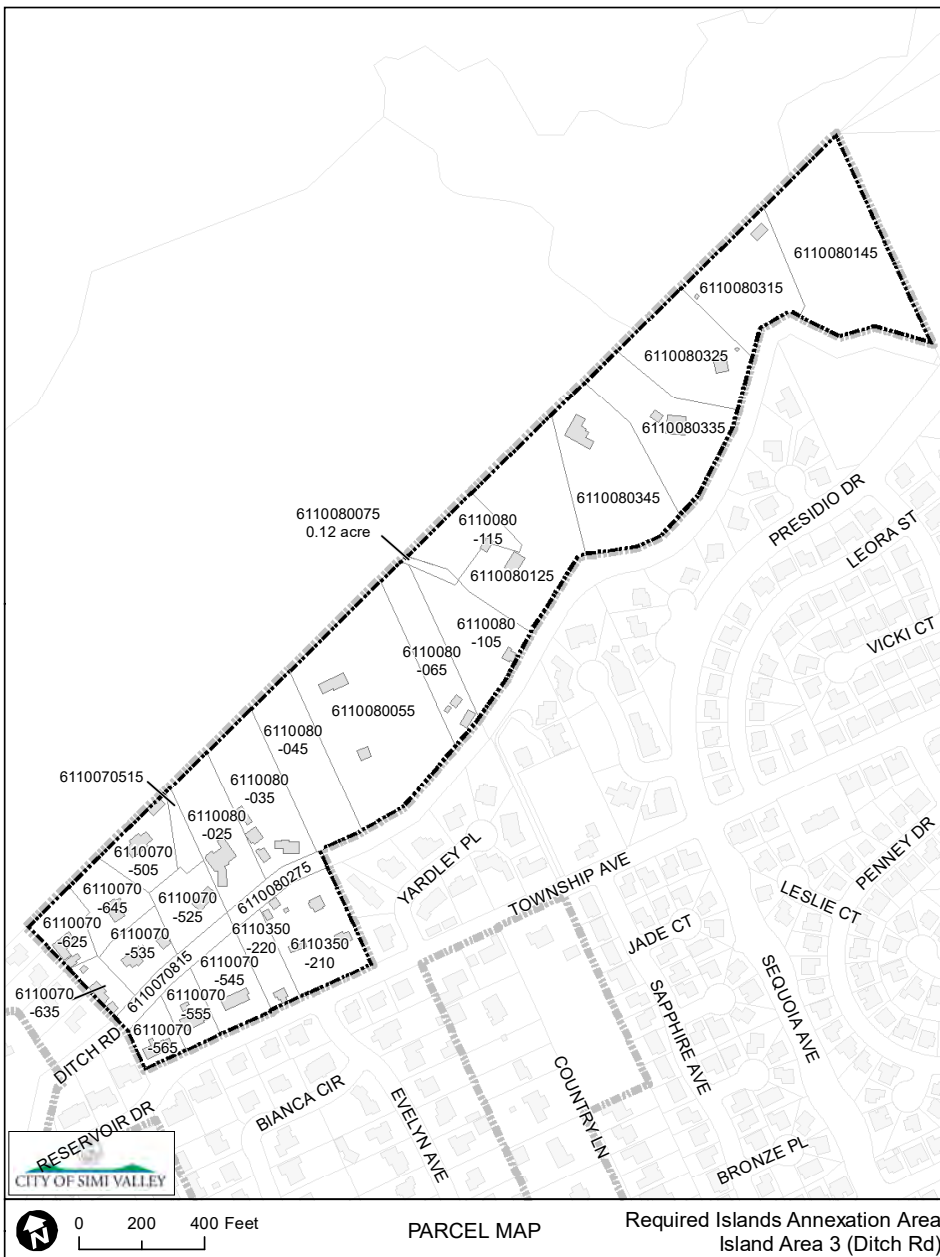 6110080145
6110080315
6110080325
6110080335
6110080345
6110080075
0.12 acre
6110080
-115
6110080125
6110080
-105
6110080
-065
6110080055
6110080
-045
6110080
-035
6110080
-025
6110070515
6110070
-505
6110070
-645
6110070
-625
6110070
-525
6110070
-535
6110080275
6110350
-220
6110350
-210
6110070815
6110070
-545
6110070
-555
6110070
-565
6110070
-635
PRESIDIO DR
LEORA ST
VICKI CT
PENNEY DR
LESLIE CT
YARDLEY PL
TOWNSHIP AVE
JADE CT
SEQUOIA AVE
SAPPHIRE AVE
DITCH RD
COUNTRY LN
BIANCA CIR
EVELYN AVE
RESERVOIR DR
BRONZE PL
CITY OF SIMI VALLEY
N
0 200 400 Feet
PARCEL MAP
Required Islands Annexation Area
Island Area 3 (Ditch Rd)